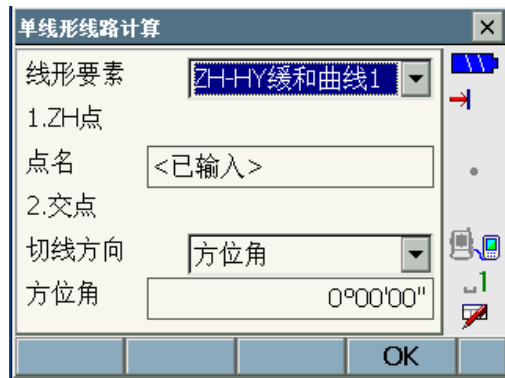 单线形线路计算
线形要素 ZH-HY缓和曲线1
1.ZH点
点名 <已输入>
2.交点
切线方向 方位角
方位角 0°00'00"
1
OK